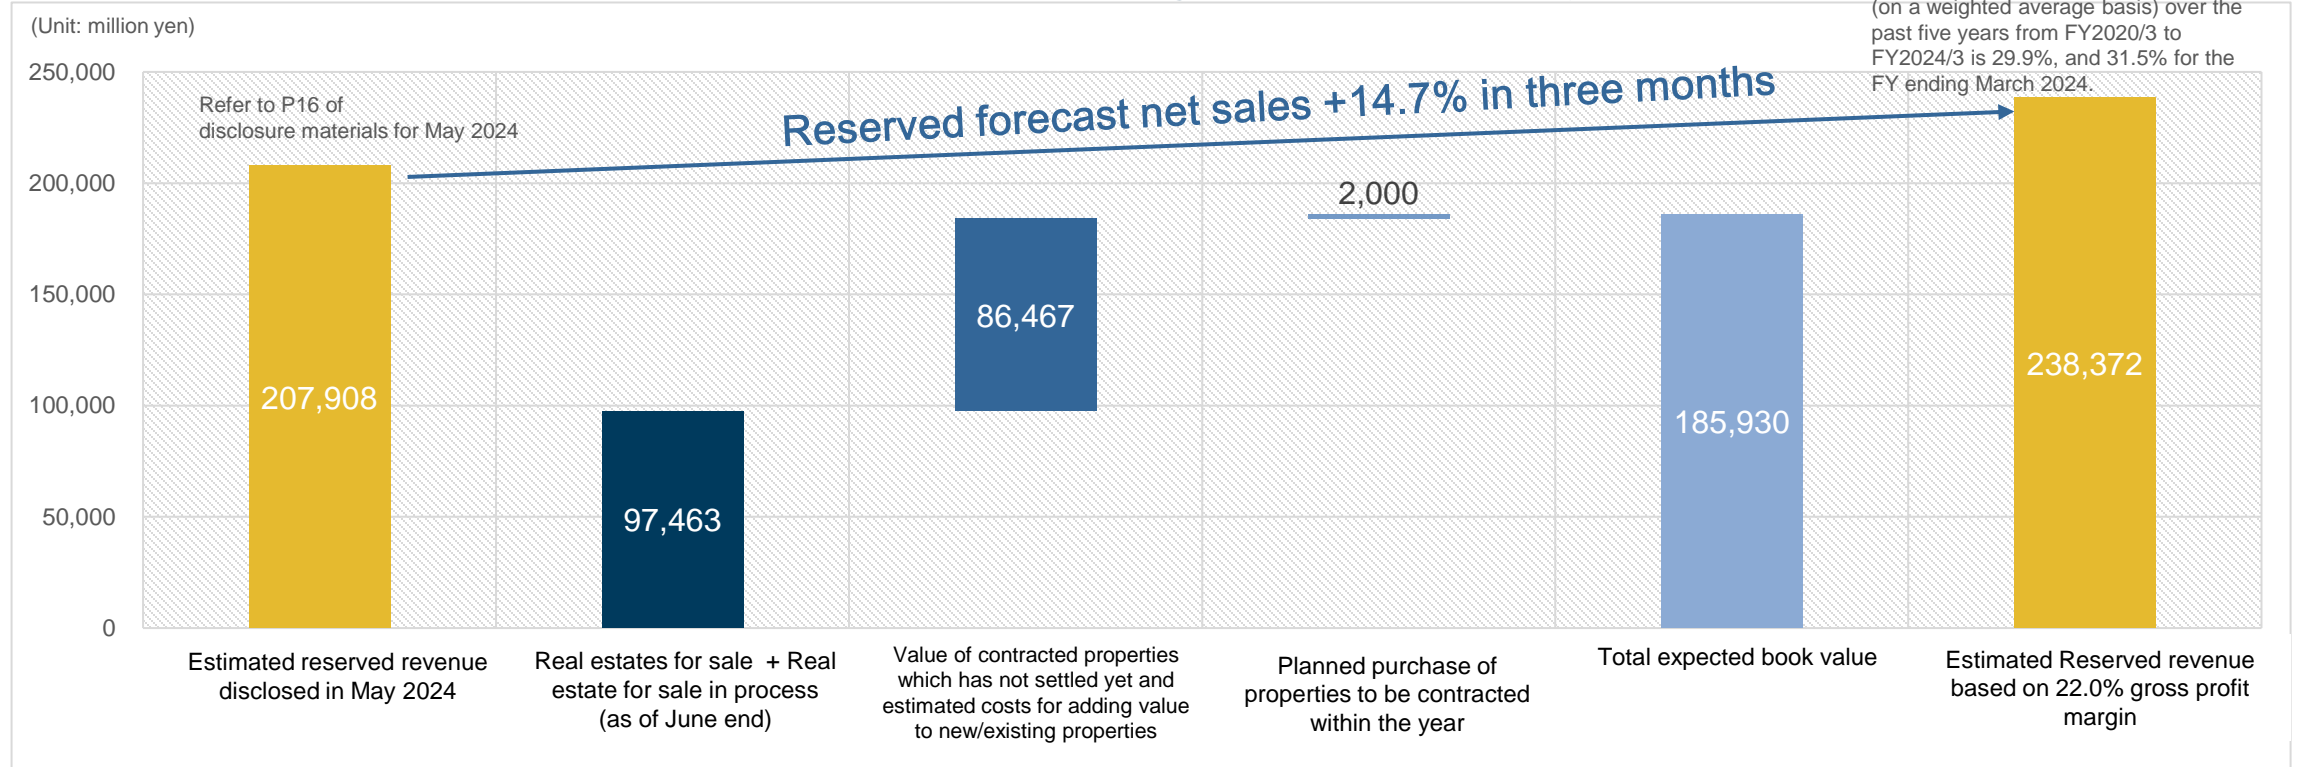 (on a weighted average basis) over the
past five years from FY2020/3 to
FY2024/3 is 29.9%, and 31.5% for the
FY ending March 2024.
(Unit: million yen)
250,000
200,000
150,000
100,000
50,000
0
Refer to P16 of
disclosure materials for May 2024
Reserved forecast net sales +14.7% in three months
207,908
97,463
86,467
2,000
185,930
238,372
Estimated reserved revenue
disclosed in May 2024
Real estates for sale + Real
estate for sale in process
(as of June end)
Value of contracted properties
which has not settled yet and
estimated costs for adding value
to new/existing properties
Planned purchase of
properties to be contracted
within the year
Total expected book value
Estimated Reserved revenue
based on 22.0% gross profit
margin